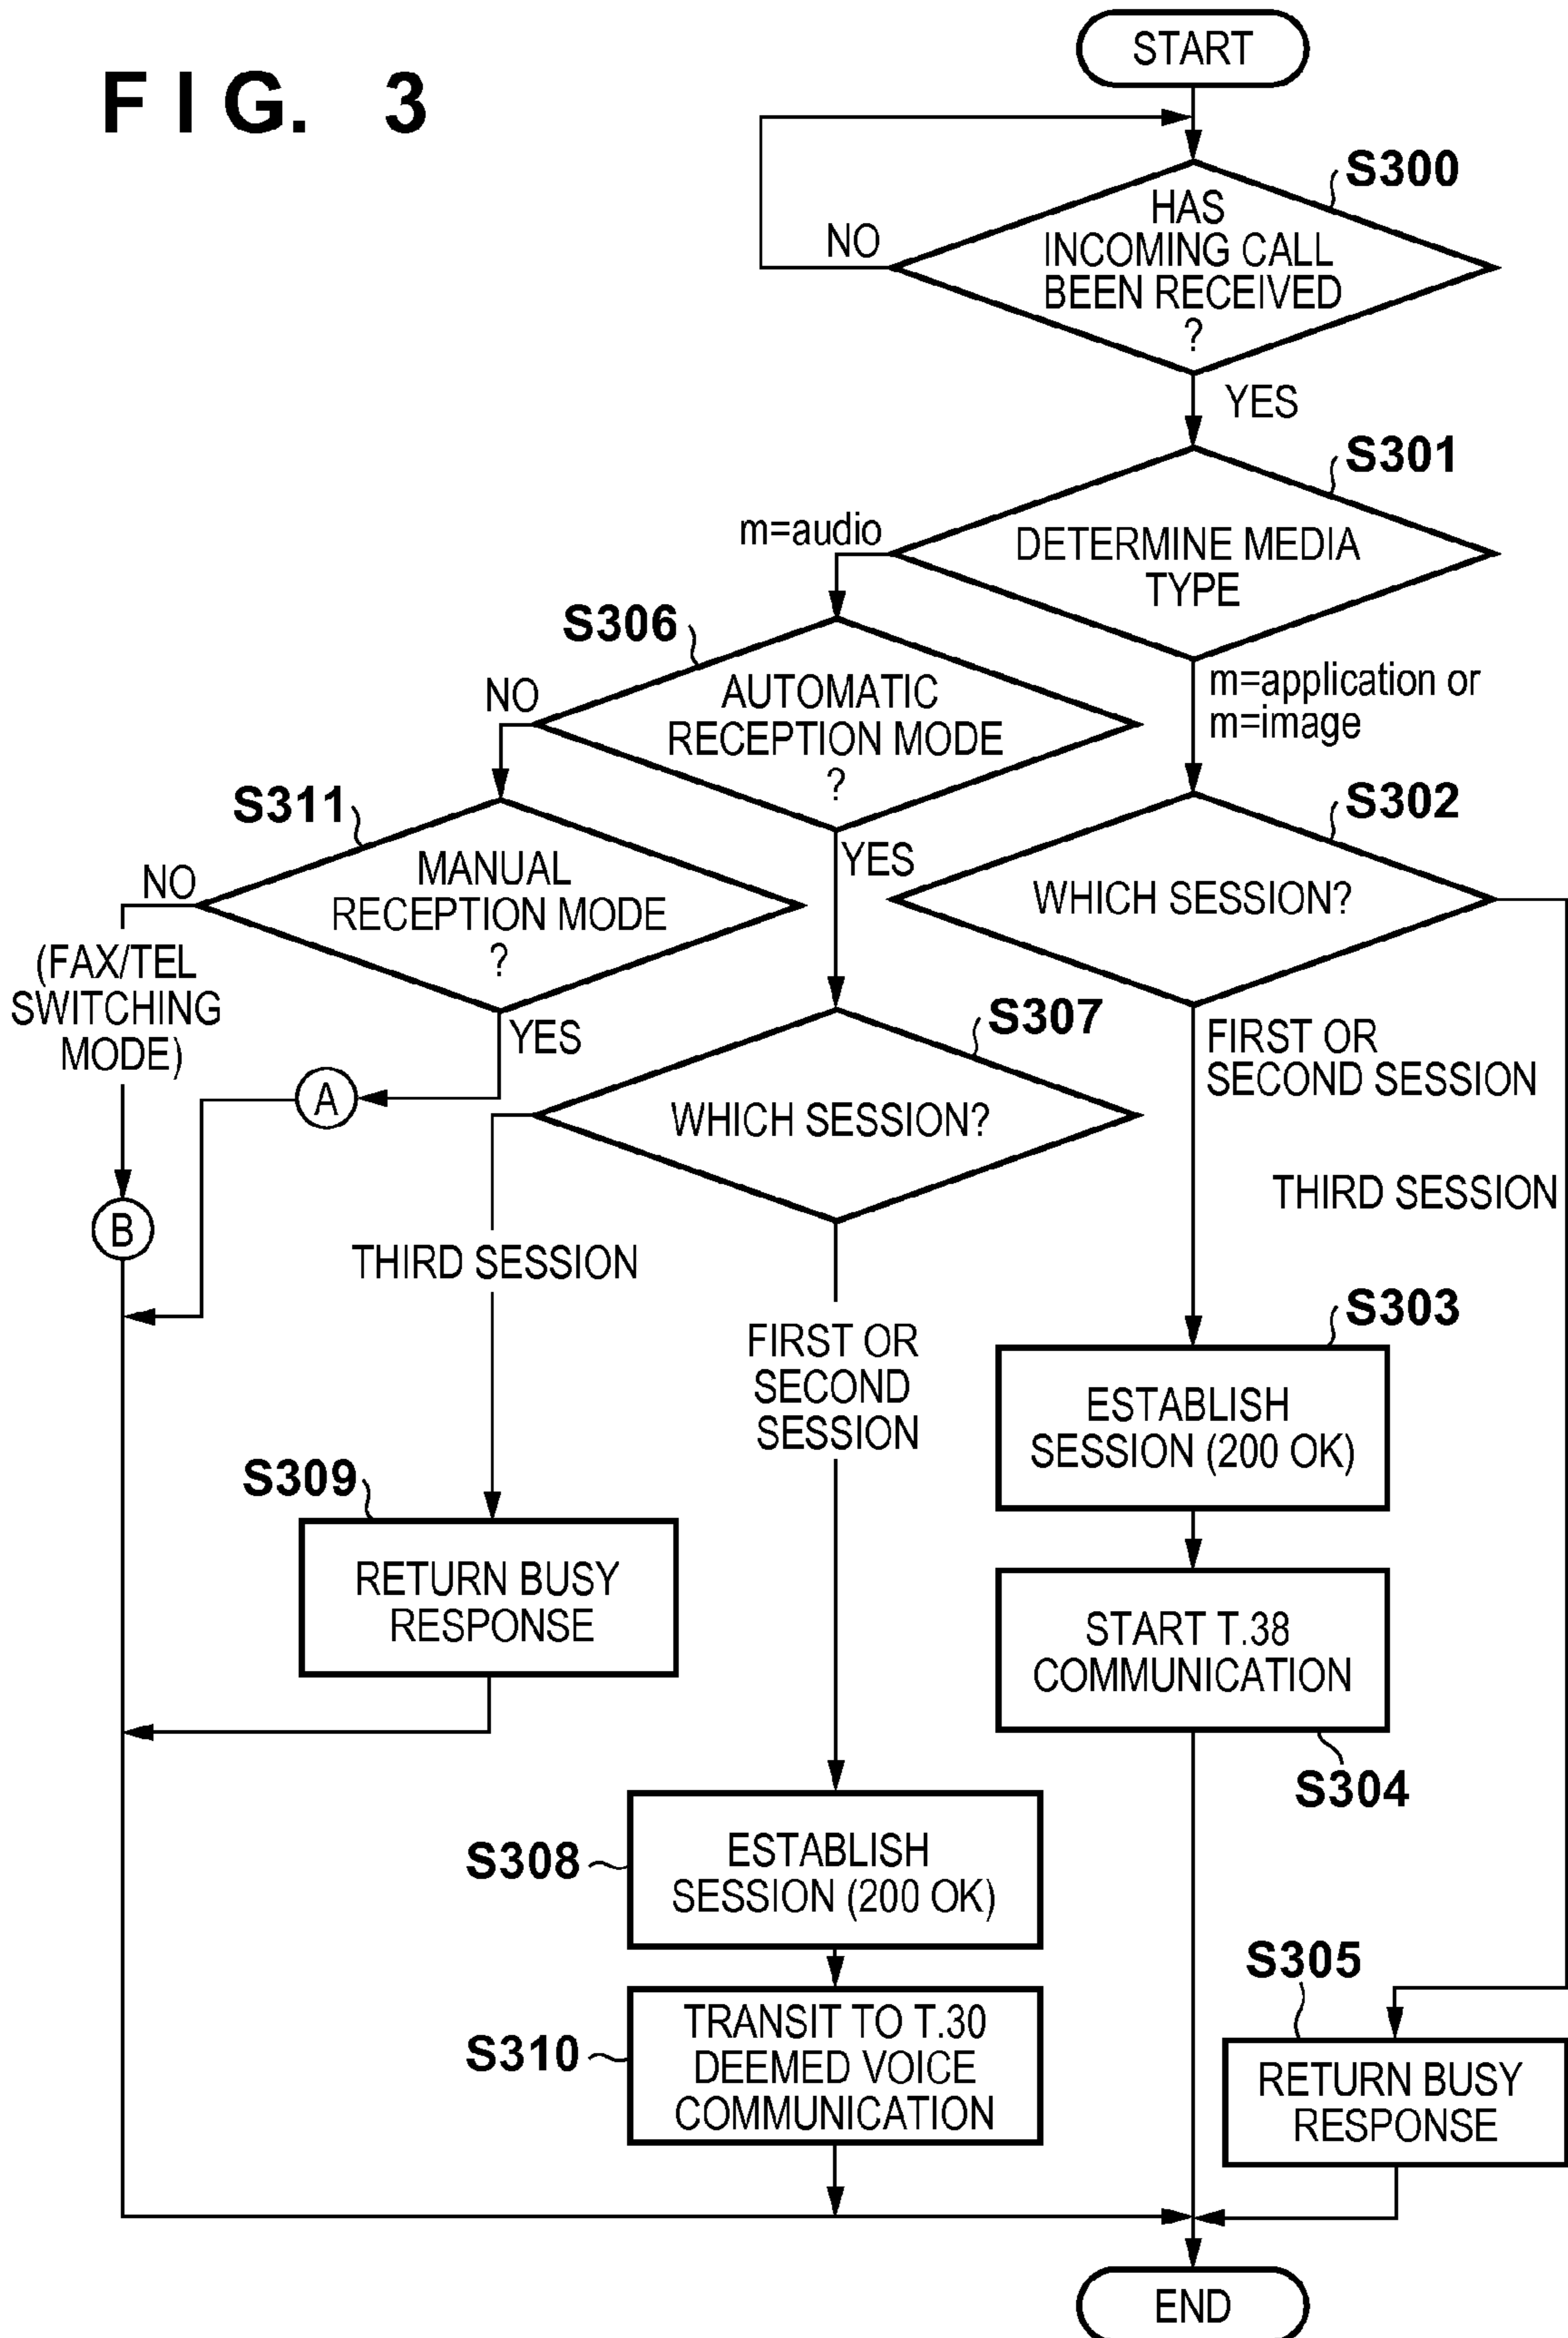 FIG. 3
START
S300
HAS
INCOMING CALL
BEEN RECEIVED
?
NO
YES
S301
DETERMINE MEDIA
TYPE
m=audio
m=application or
m=image
S306
AUTOMATIC
RECEPTION MODE
?
NO
YES
S302
WHICH SESSION?
FIRST OR
SECOND SESSION
THIRD SESSION
S311
MANUAL
RECEPTION MODE
?
NO
(FAX/TEL
SWITCHING
MODE)
YES
A
B
S307
WHICH SESSION?
THIRD SESSION
FIRST OR
SECOND
SESSION
S303
ESTABLISH
SESSION (200 OK)
S309
RETURN BUSY
RESPONSE
START T.38
COMMUNICATION
S304
S308
ESTABLISH
SESSION (200 OK)
S310
TRANSIT TO T.30
DEEMED VOICE
COMMUNICATION
S305
RETURN BUSY
RESPONSE
END